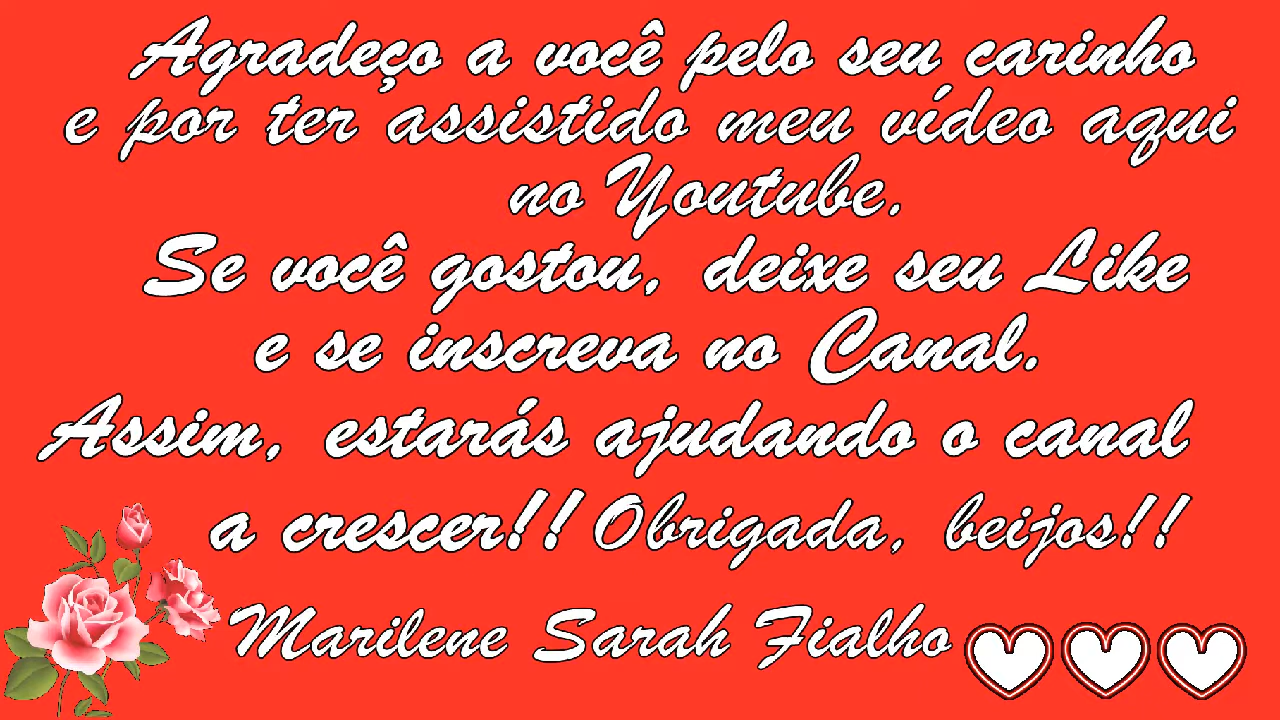 Agradeço a você pelo seu carinho
e por ter assistido meu vídeo aqui
no Youtube.
Se você gostou, deixe seu Like
e se inscreva no Canal.
Assim, estarás ajudando o canal
a crescer!! Obrigada, beijos!!
Marilene Sarah Fialho